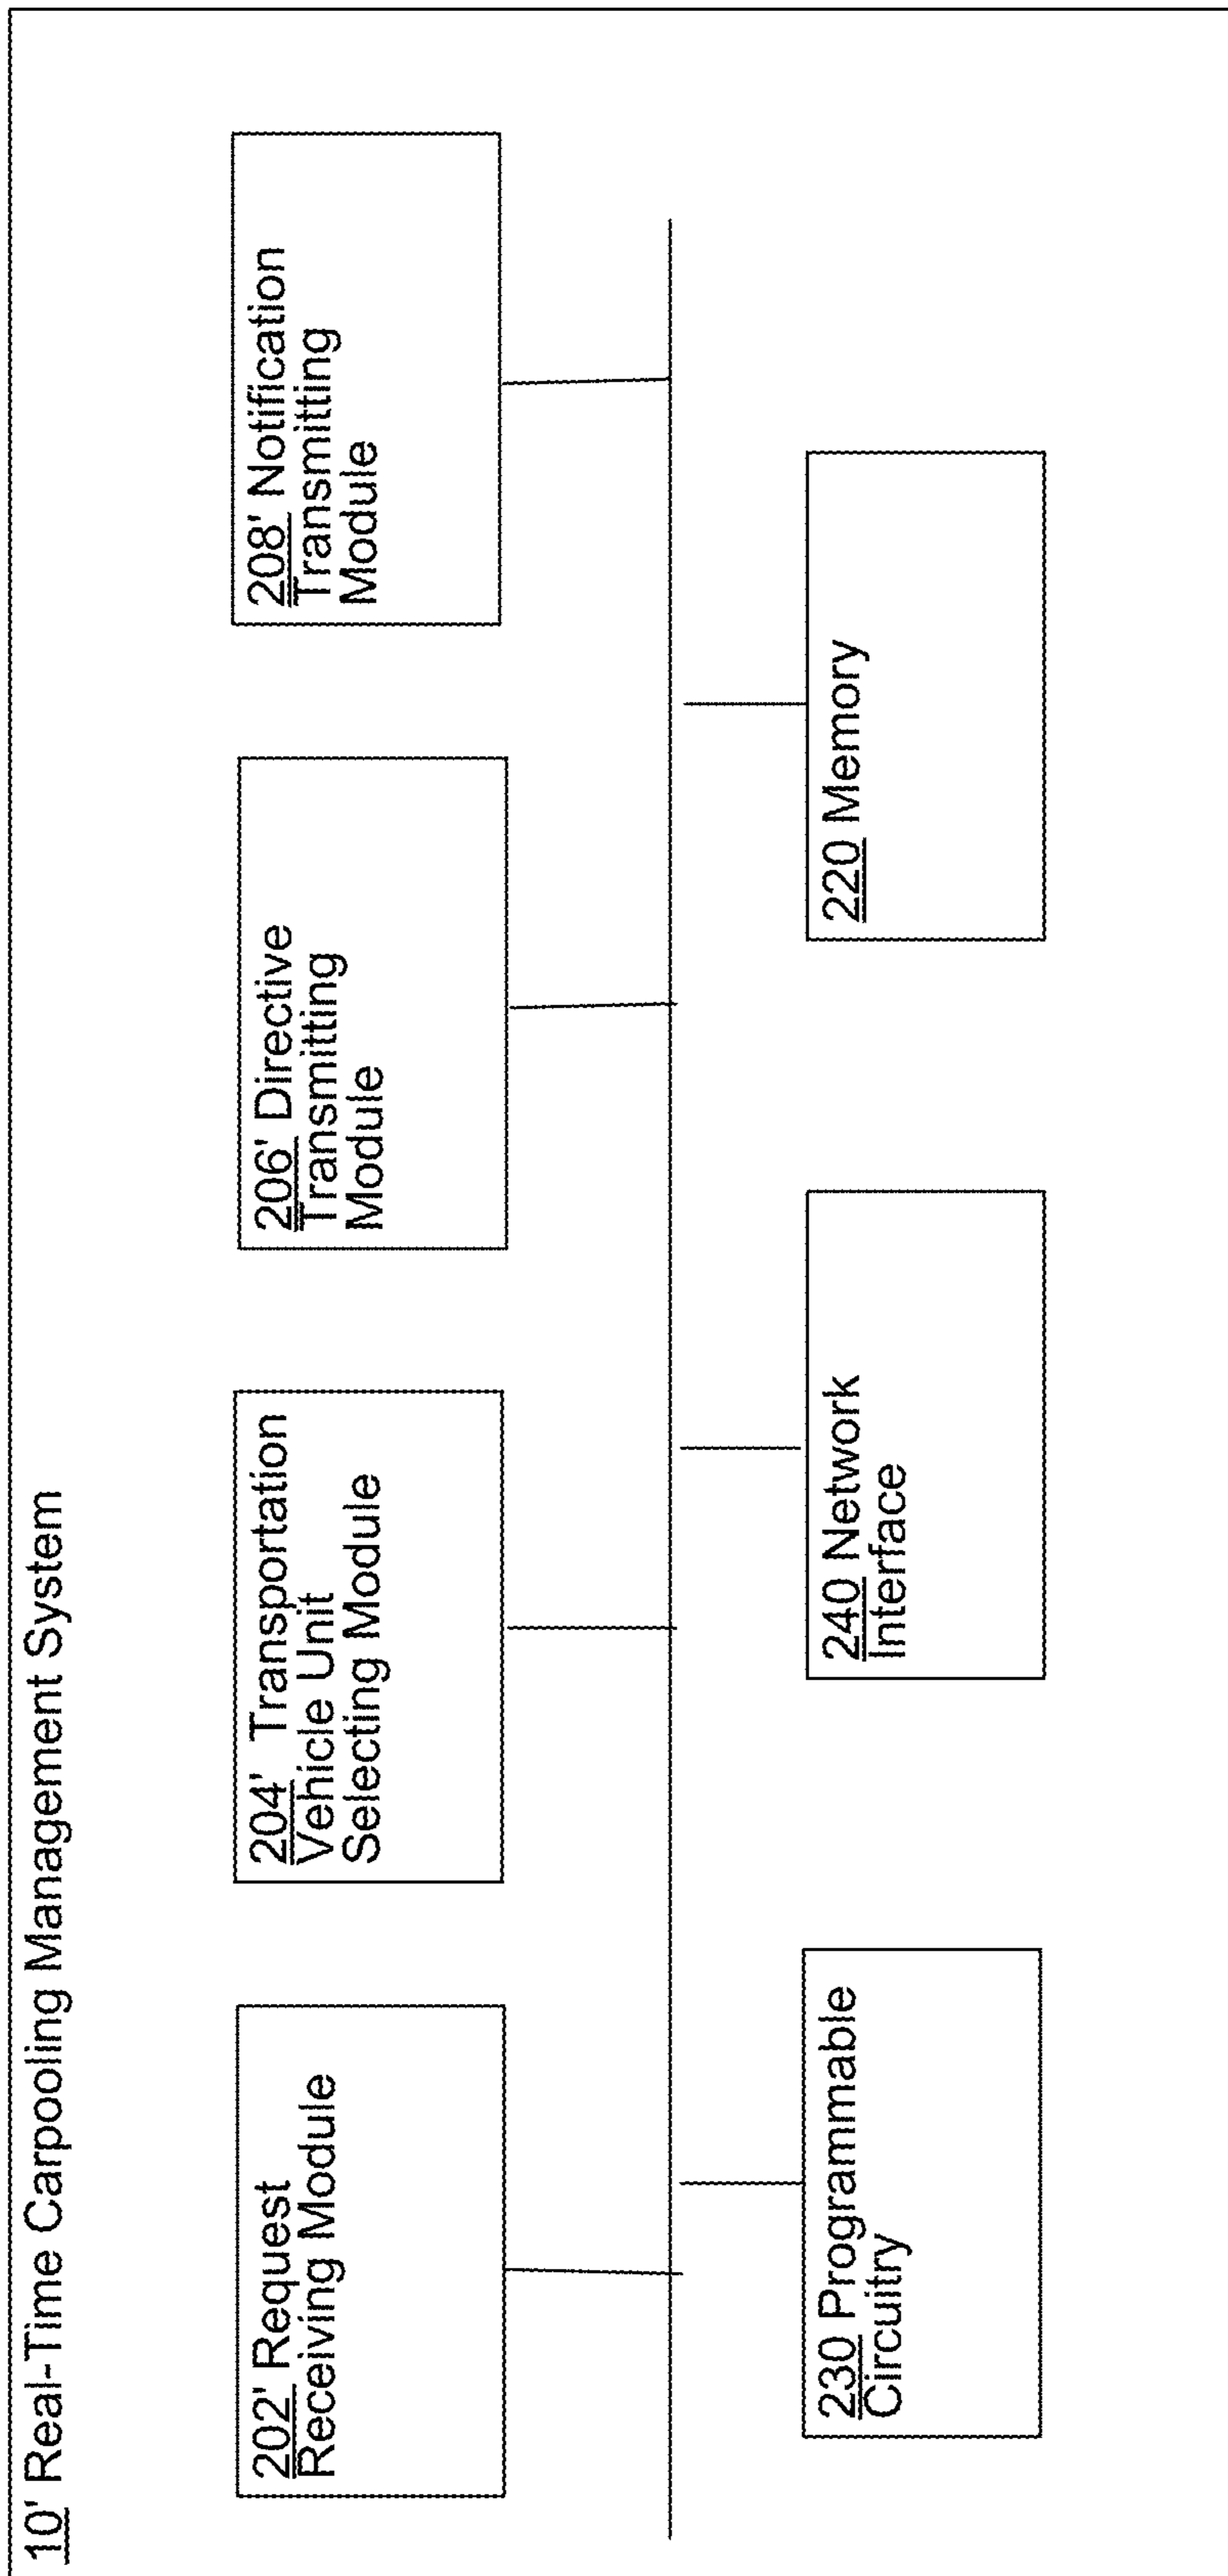 10' Real-Time Carpooling Management System
202' Request
Receiving Module
204' Transportation
Vehicle Unit
Selecting Module
206' Directive
Transmitting
Module
208' Notification
Transmitting
Module
230 Programmable
Circuitry
240 Network
Interface
220 Memory